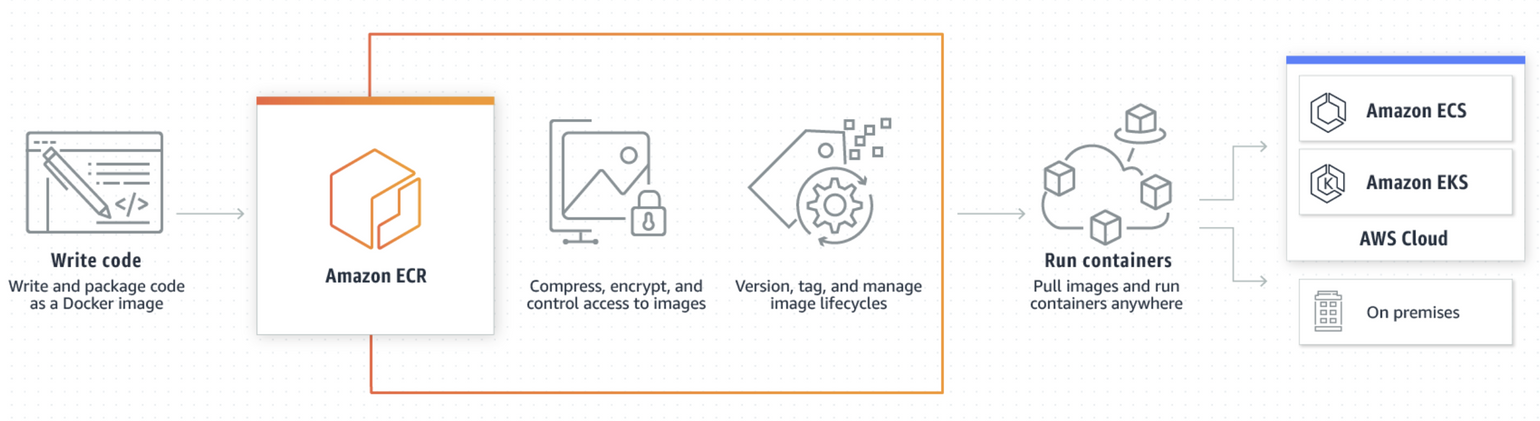 Write code
Write and package code
as a Docker image
Amazon ECR
Compress, encrypt, and
control access to images
Version, tag, and manage
image lifecycles
Run containers
Pull images and run
containers anywhere
Amazon ECS
Amazon EKS
AWS Cloud
On premises